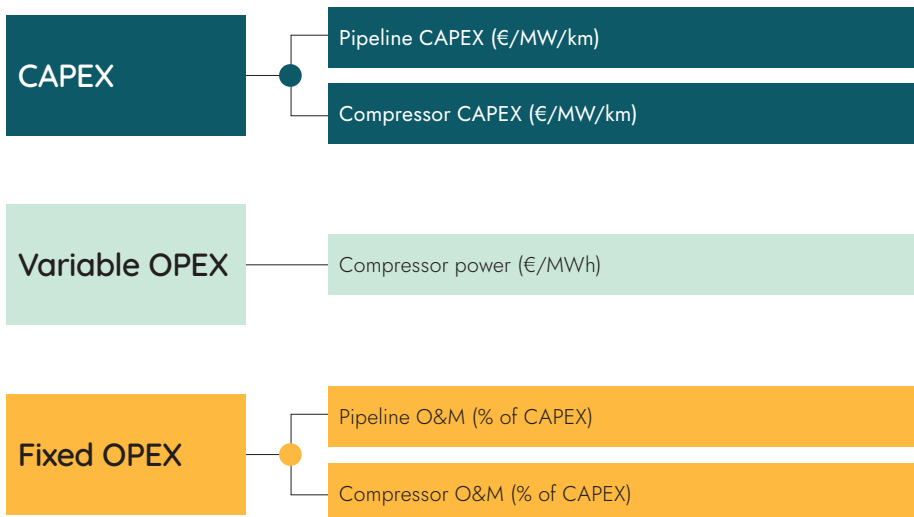 CAPEX
Pipeline CAPEX (€/MW/km)
Compressor CAPEX (€/MW/km)
Variable OPEX
Compressor power (€/MWh)
Fixed OPEX
Pipeline O&M (% of CAPEX)
Compressor O&M (% of CAPEX)